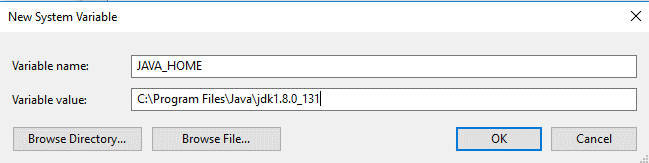 New System Variable
Variable name: JAVA_HOME
Variable value: C:\Program Files\Java\jdk1.8.0_131
Browse Directory... Browse File... OK Cancel